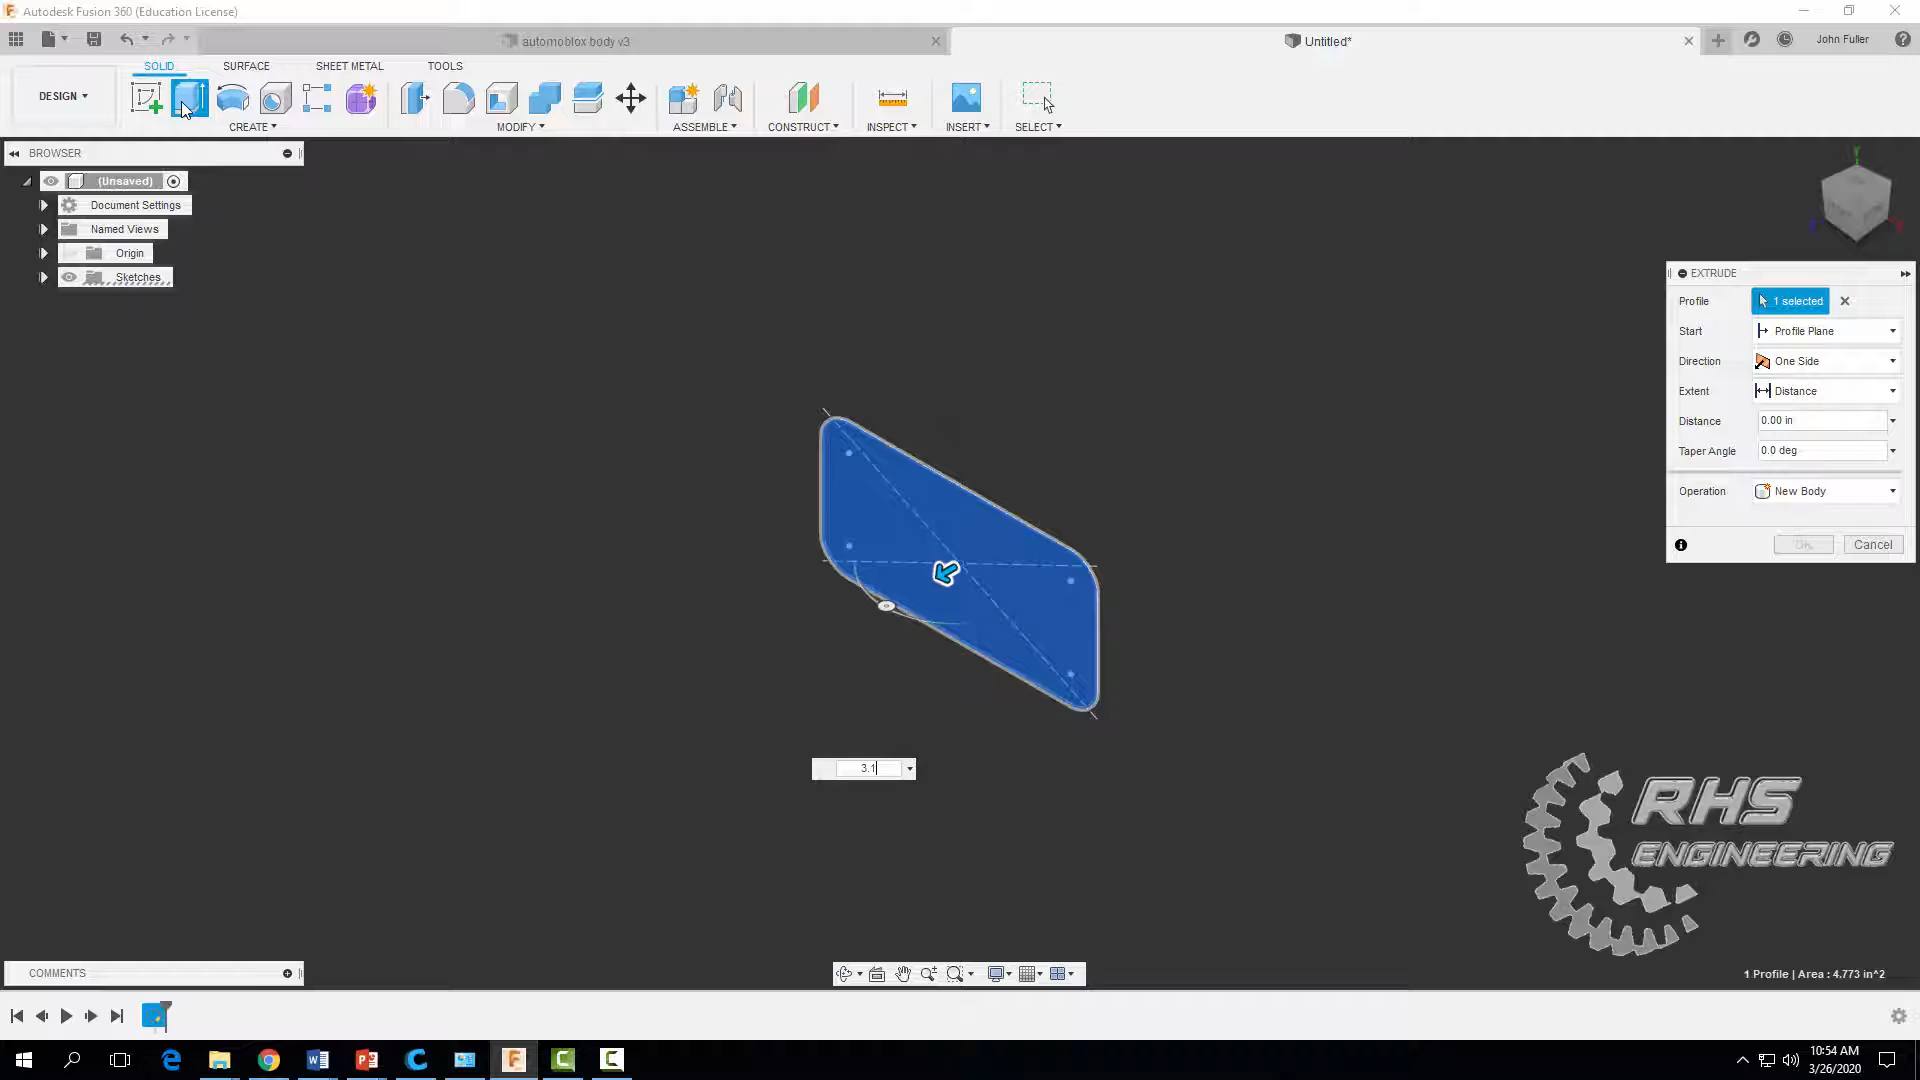 Autodesk Fusion 360 (Education License)
automoblox body v3
Untitled*
John Fuller
SOLID SURFACE SHEET METAL TOOLS
DESIGN
CREATE MODIFY ASSEMBLE CONSTRUCT INSPECT INSERT SELECT
BROWSER
(Unsaved)
Document Settings
Named Views
Origin
Sketches
EXTRUDE
Profile 1 selected
Start Profile Plane
Direction One Side
Extent Distance
Distance 0.00 in
Taper Angle 0.0 deg
Operation New Body
OK Cancel
3.1
RHS
ENGINEERING
COMMENTS
1 Profile | Area : 4.773 in^2
10:54 AM
3/26/2020